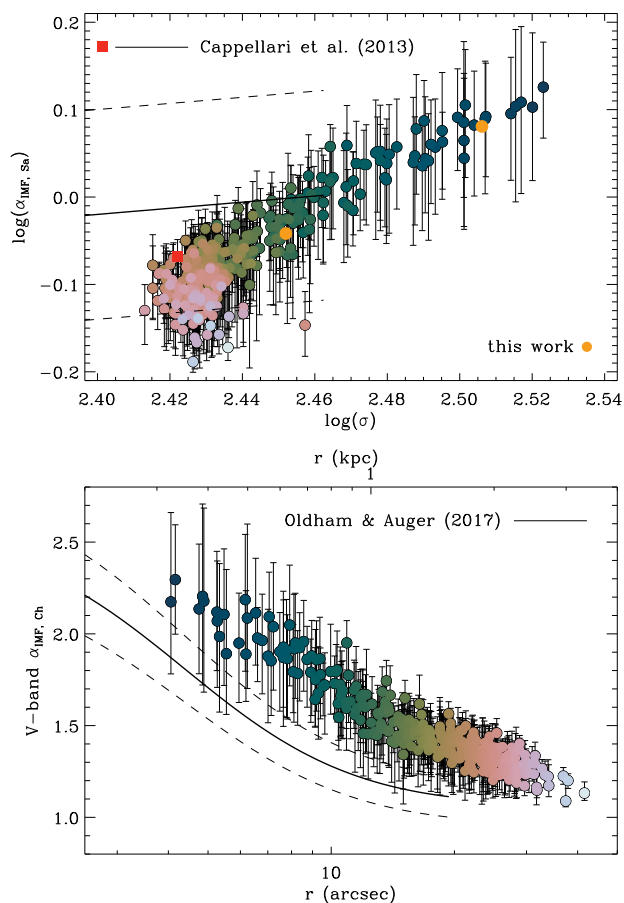 0.2
Cappellari et al. (2013)
0.1
0.0
−0.1
−0.2
log(αIMF, Sa)
this work
2.40 2.42 2.44 2.46 2.48 2.50 2.52 2.54
log(σ)
r (kpc)
1
Oldham & Auger (2017)
2.5
2.0
1.5
1.0
V−band αIMF, Ch
10
r (arcsec)